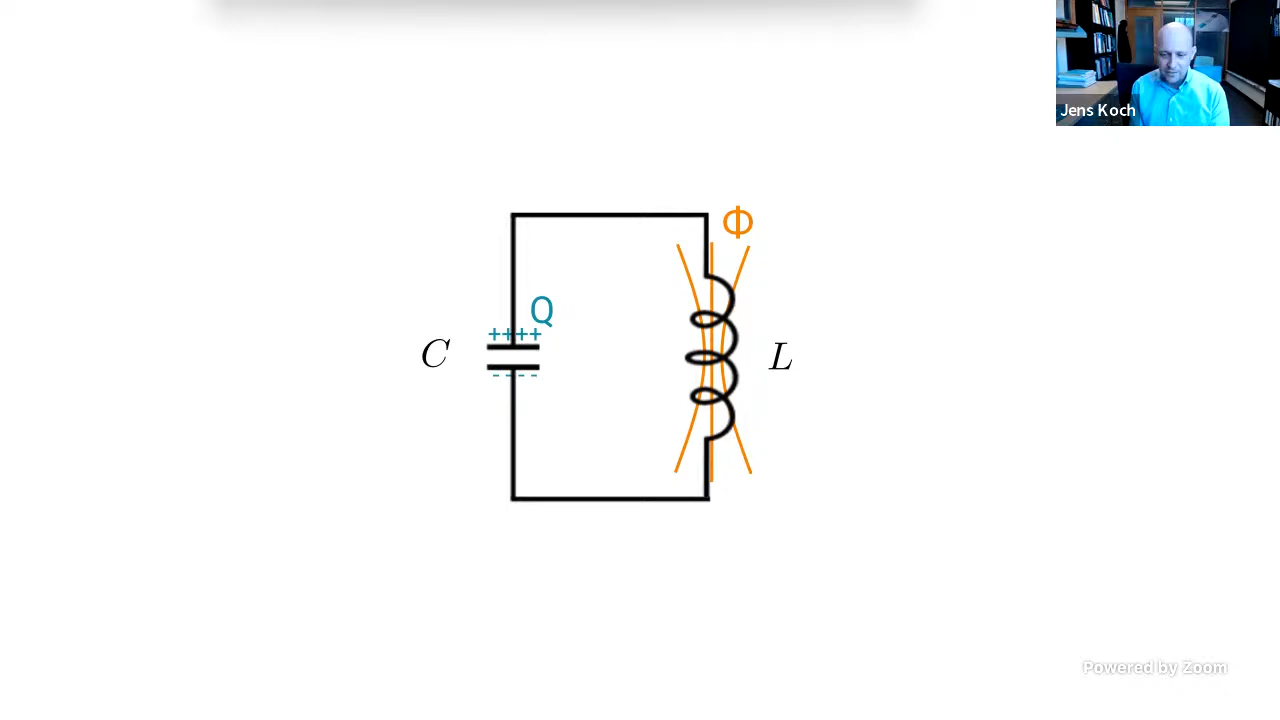 Jens Koch
Φ
Q
++++
C
L
- - - -
Powered by Zoom